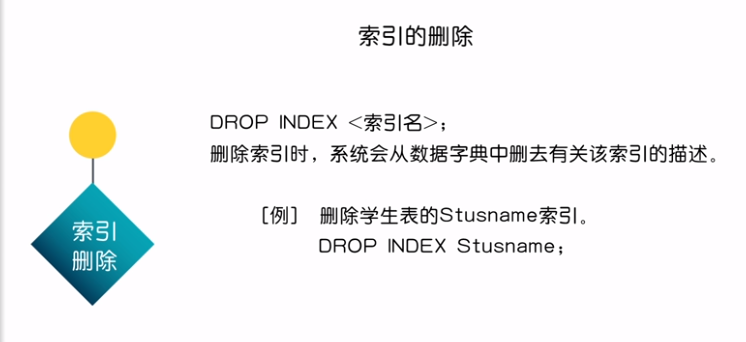 索引的删除
DROP INDEX <索引名>；
删除索引时，系统会从数据字典中删去有关该索引的描述。
[例] 删除学生表的Stusname索引。
DROP INDEX Stusname；
索引
删除